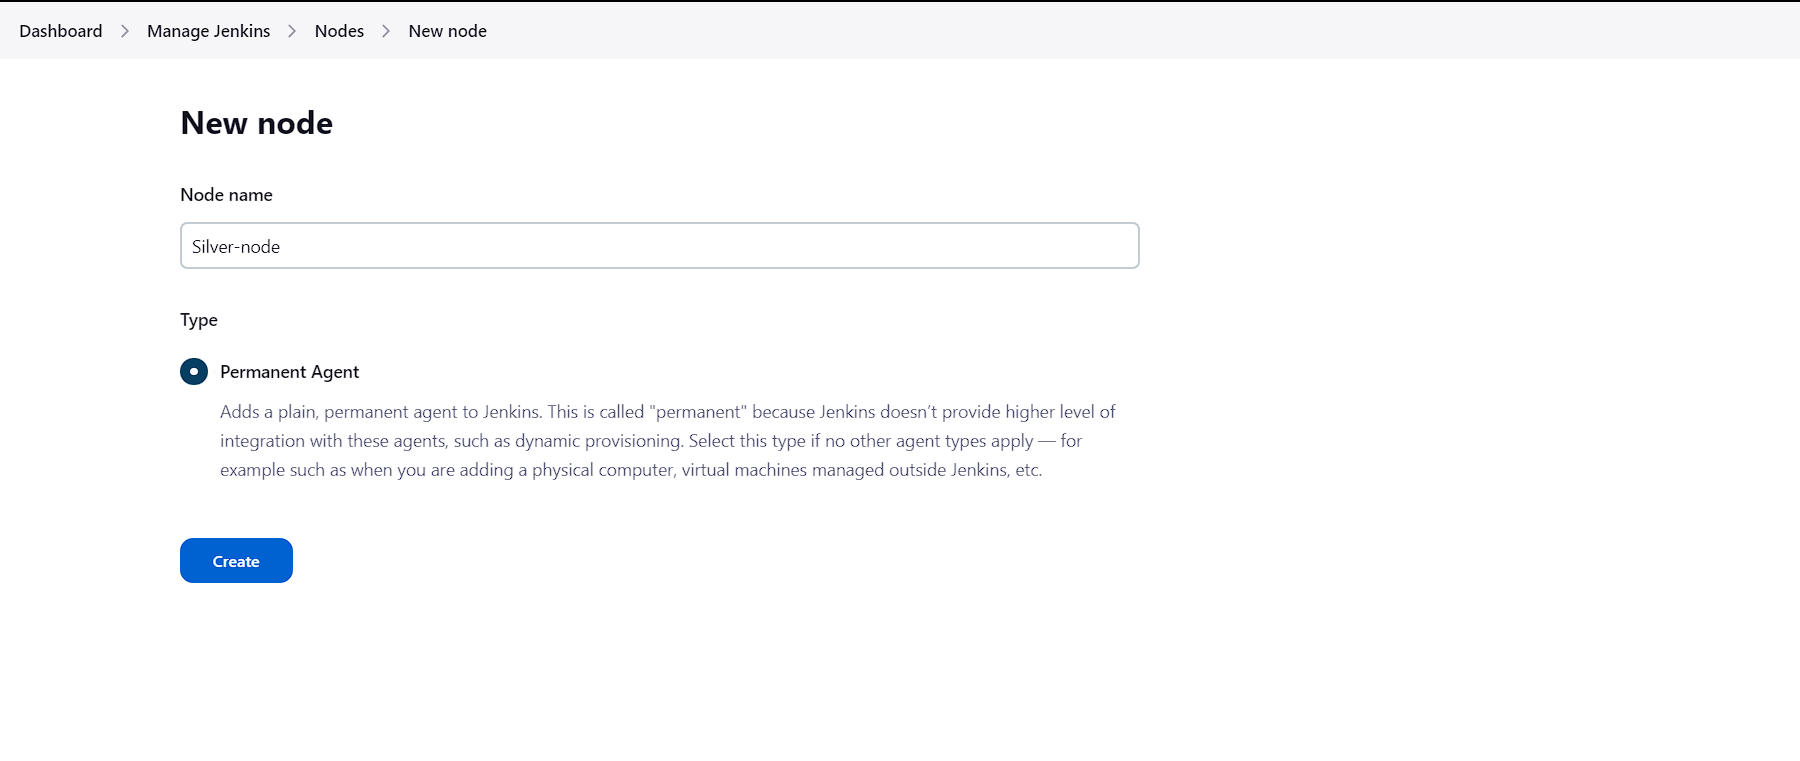 Dashboard > Manage Jenkins > Nodes > New node
New node
Node name
Silver-node
Type
Permanent Agent
Adds a plain, permanent agent to Jenkins. This is called "permanent" because Jenkins doesn’t provide higher level of
integration with these agents, such as dynamic provisioning. Select this type if no other agent types apply — for
example such as when you are adding a physical computer, virtual machines managed outside Jenkins, etc.
Create